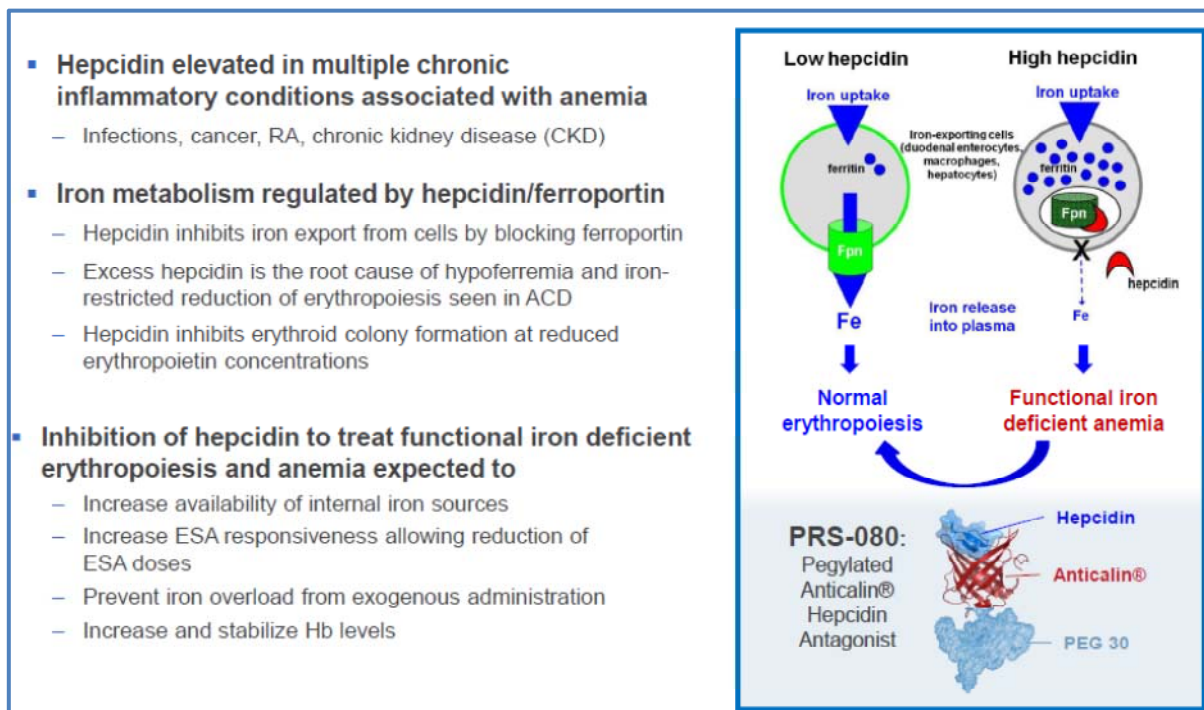 ▪ Hepcidin elevated in multiple chronic
inflammatory conditions associated with anemia
– Infections, cancer, RA, chronic kidney disease (CKD)
▪ Iron metabolism regulated by hepcidin/ferroportin
– Hepcidin inhibits iron export from cells by blocking ferroportin
– Excess hepcidin is the root cause of hypoferremia and iron-
restricted reduction of erythropoiesis seen in ACD
– Hepcidin inhibits erythroid colony formation at reduced
erythropoietin concentrations
▪ Inhibition of hepcidin to treat functional iron deficient
erythropoiesis and anemia expected to
– Increase availability of internal iron sources
– Increase ESA responsiveness allowing reduction of
ESA doses
– Prevent iron overload from exogenous administration
– Increase and stabilize Hb levels
Low hepcidin
High hepcidin
Iron uptake
Iron uptake
Iron-exporting cells
(duodenal enterocytes,
macrophages,
hepatocytes)
ferritin
ferritin
Fpn
Fpn
X
hepcidin
Iron release
into plasma
Fe
Fe
Normal
erythropoiesis
Functional iron
deficient anemia
PRS-080:
Pegylated
Anticalin®
Hepcidin
Antagonist
Hepcidin
Anticalin®
PEG 30